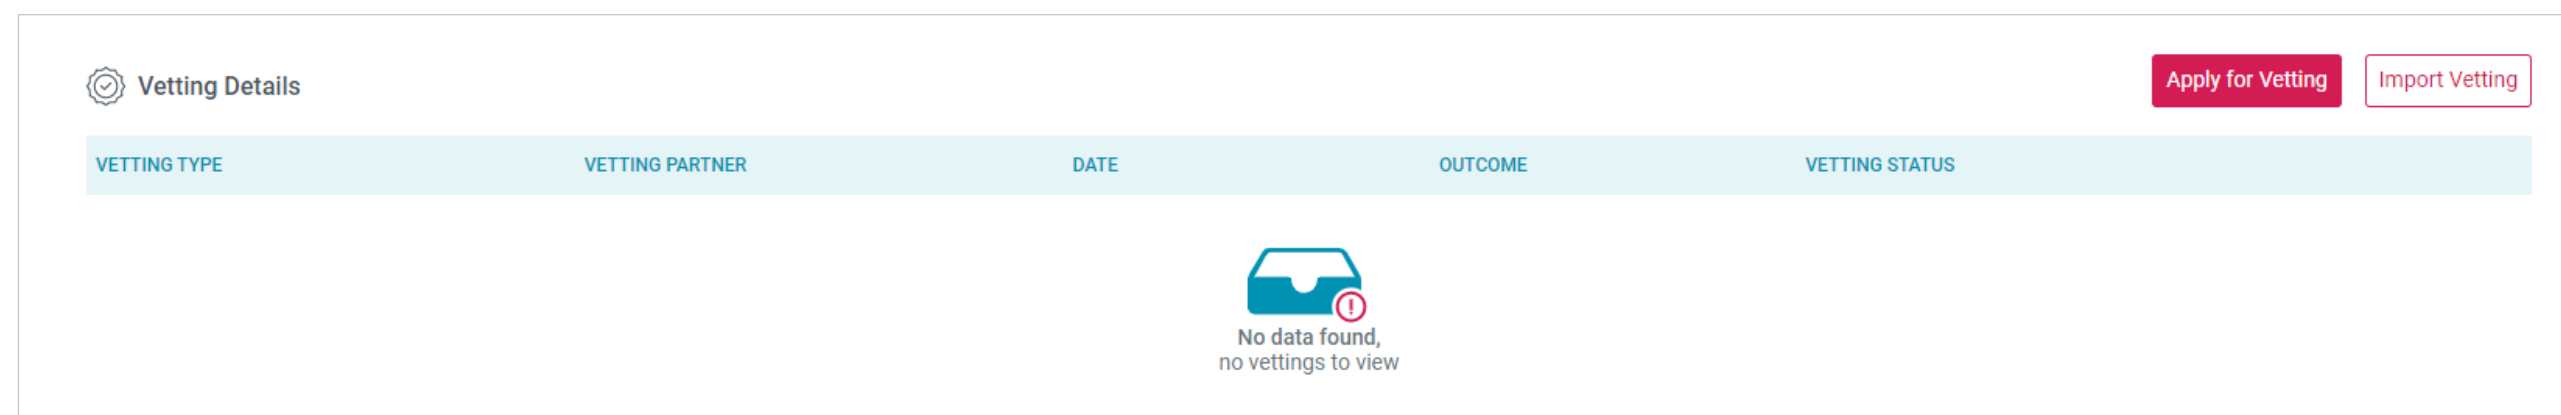 Vetting Details
Apply for Vetting
Import Vetting
VETTING TYPE VETTING PARTNER DATE OUTCOME VETTING STATUS
No data found,
no vettings to view